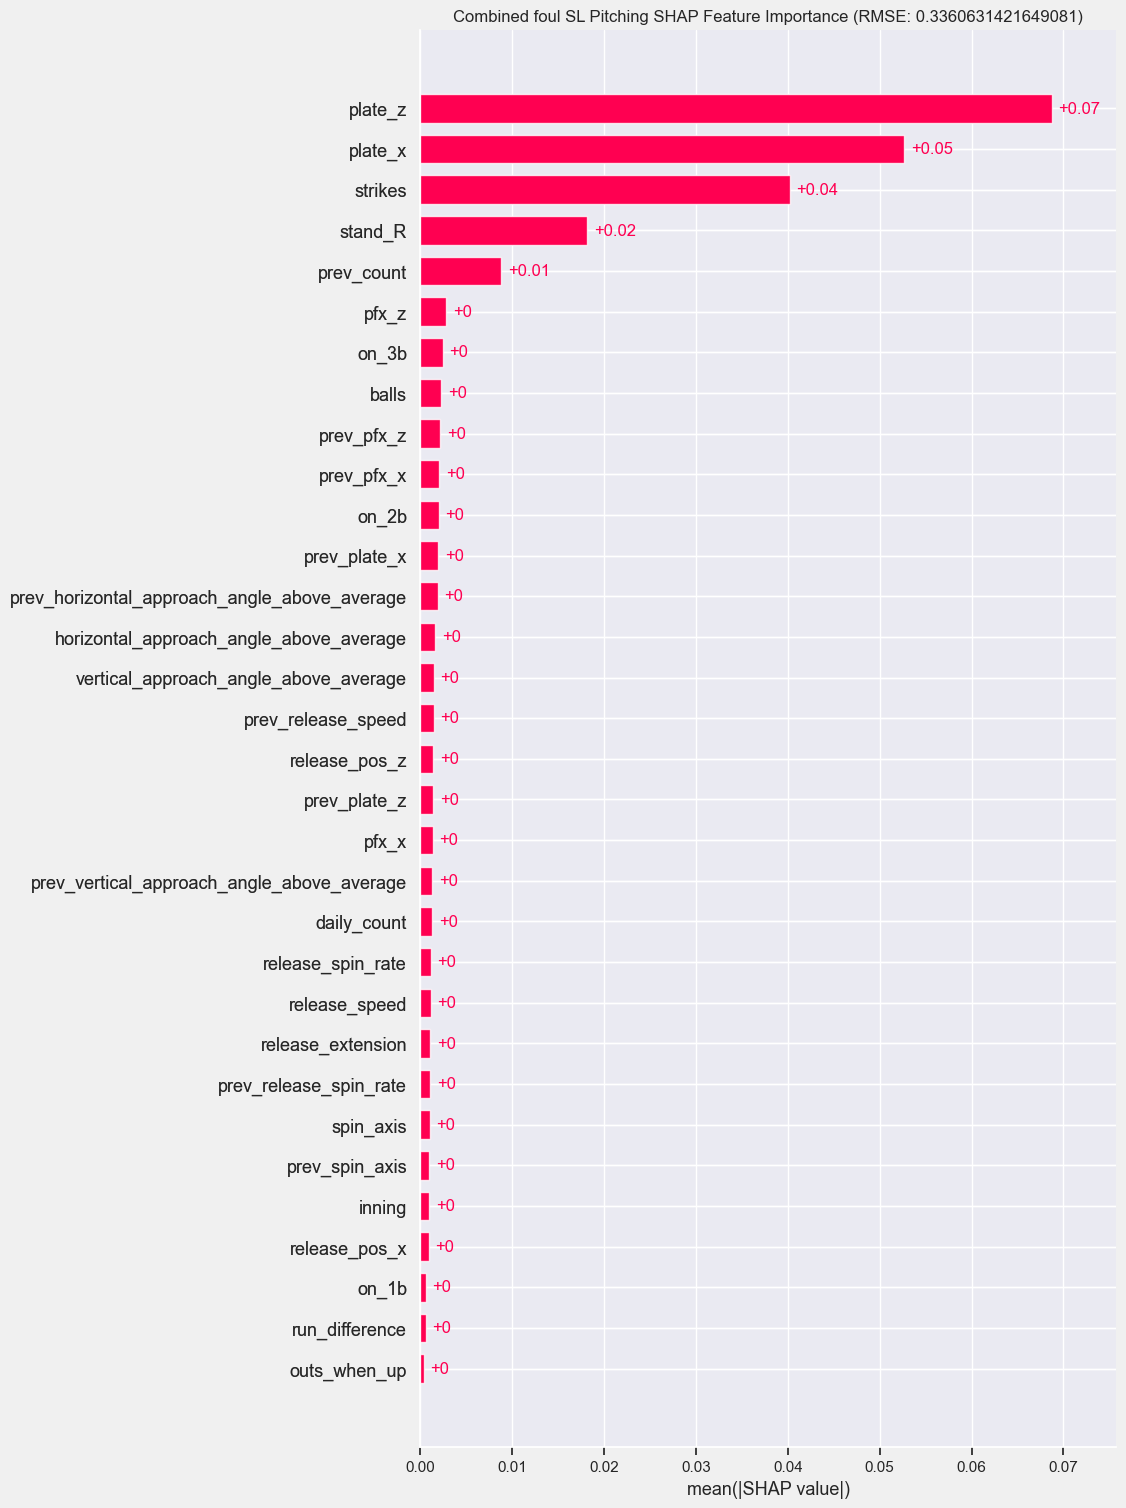 Combined foul SL Pitching SHAP Feature Importance (RMSE: 0.3360631421649081)
plate_z +0.07
plate_x +0.05
strikes +0.04
stand_R +0.02
prev_count +0.01
pfx_z +0
on_3b +0
balls +0
prev_pfx_z +0
prev_pfx_x +0
on_2b +0
prev_plate_x +0
prev_horizontal_approach_angle_above_average +0
horizontal_approach_angle_above_average +0
vertical_approach_angle_above_average +0
prev_release_speed +0
release_pos_z +0
prev_plate_z +0
pfx_x +0
prev_vertical_approach_angle_above_average +0
daily_count +0
release_spin_rate +0
release_speed +0
release_extension +0
prev_release_spin_rate +0
spin_axis +0
prev_spin_axis +0
inning +0
release_pos_x +0
on_1b +0
run_difference +0
outs_when_up +0
0.00 0.01 0.02 0.03 0.04 0.05 0.06 0.07
mean(|SHAP value|)